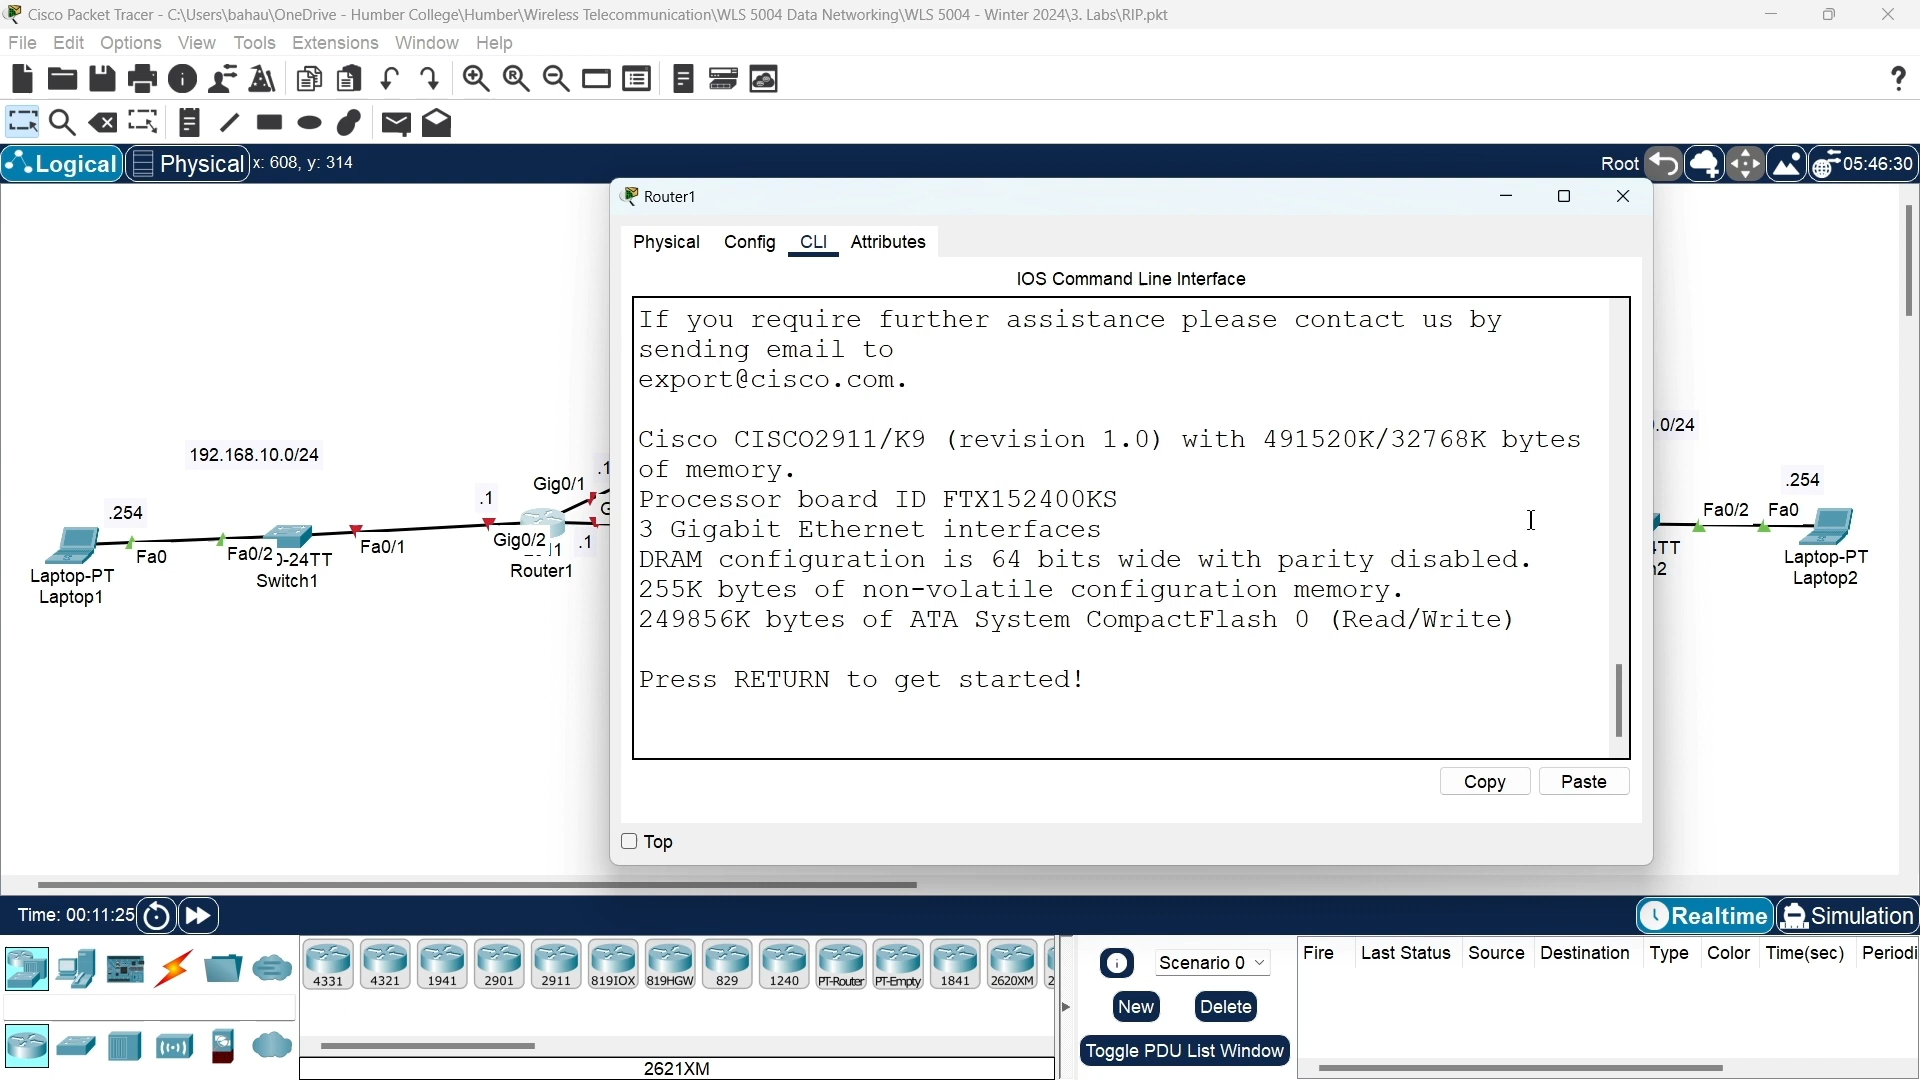 Cisco Packet Tracer - C:\Users\bahau\OneDrive - Humber College\Humber\Wireless Telecommunication\WLS 5004 Data Networking\WLS 5004 - Winter 2024\3. Labs\RIP.pkt
File Edit Options View Tools Extensions Window Help
Logical Physical x: 608, y: 314
Root 05:46:30
Router1
Physical Config CLI Attributes
IOS Command Line Interface
If you require further assistance please contact us by
sending email to
export@cisco.com.
Cisco CISCO2911/K9 (revision 1.0) with 491520K/32768K bytes
of memory.
Processor board ID FTX152400KS
3 Gigabit Ethernet interfaces
DRAM configuration is 64 bits wide with parity disabled.
255K bytes of non-volatile configuration memory.
249856K bytes of ATA System CompactFlash 0 (Read/Write)
Press RETURN to get started!
Copy Paste
Top
192.168.10.0/24
.254
Fa0
Laptop-PT
Laptop1
Fa0/2
-24TT
Switch1
Fa0/1
.1
Gig0/1
.1
Gig0/2
.1
Router1
.0/24
.254
Fa0/2 Fa0
Laptop-PT
Laptop2
Time: 00:11:25
Realtime Simulation
4331 4321 1941 2901 2911 819IOX 819HGW 829 1240 PT-Router PT-Empty 1841 2620XM
2621XM
Scenario 0
New Delete
Toggle PDU List Window
Fire Last Status Source Destination Type Color Time(sec) Periodi